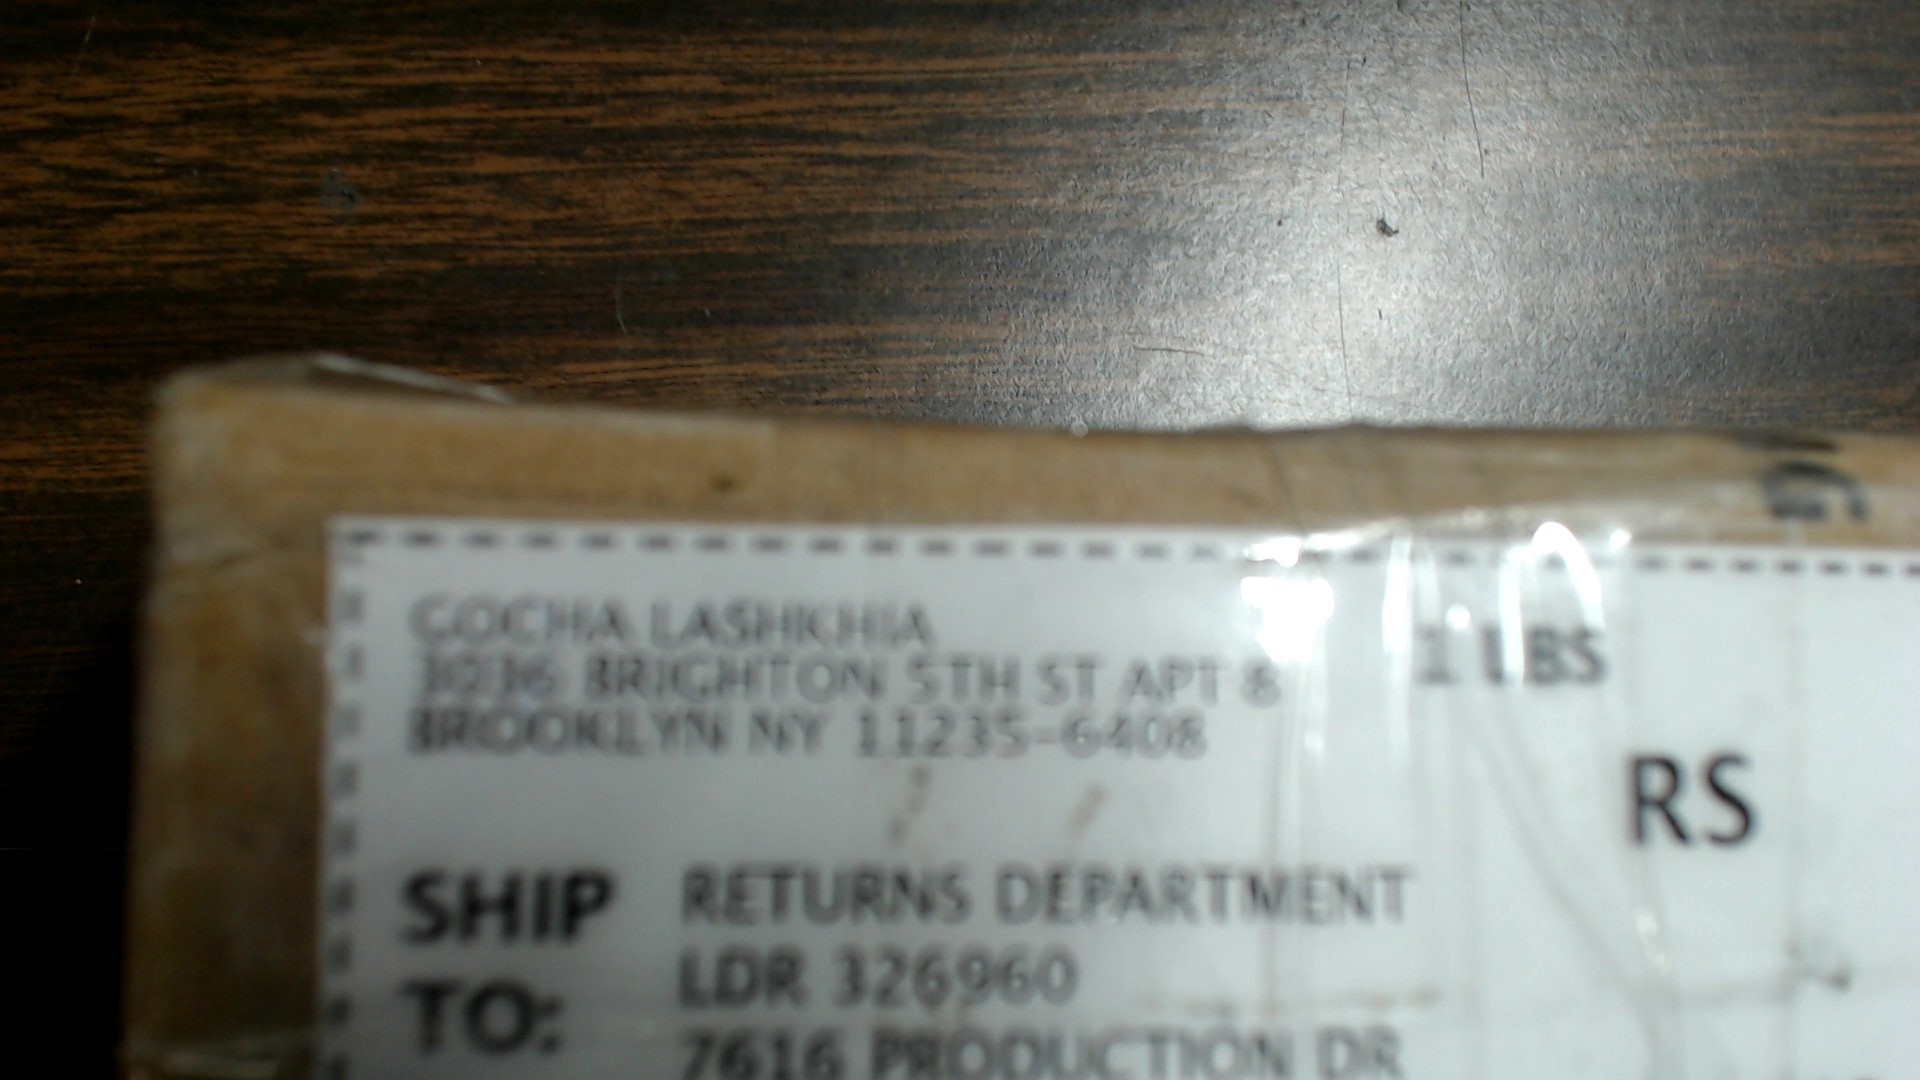 GOCHA LASHKHIA
3036 BRIGHTON 5TH ST APT 8
BROOKLYN NY 11235-6408
1 LBS
RS
SHIP TO:
RETURNS DEPARTMENT
LDR 326960
7616 PRODUCTION DR